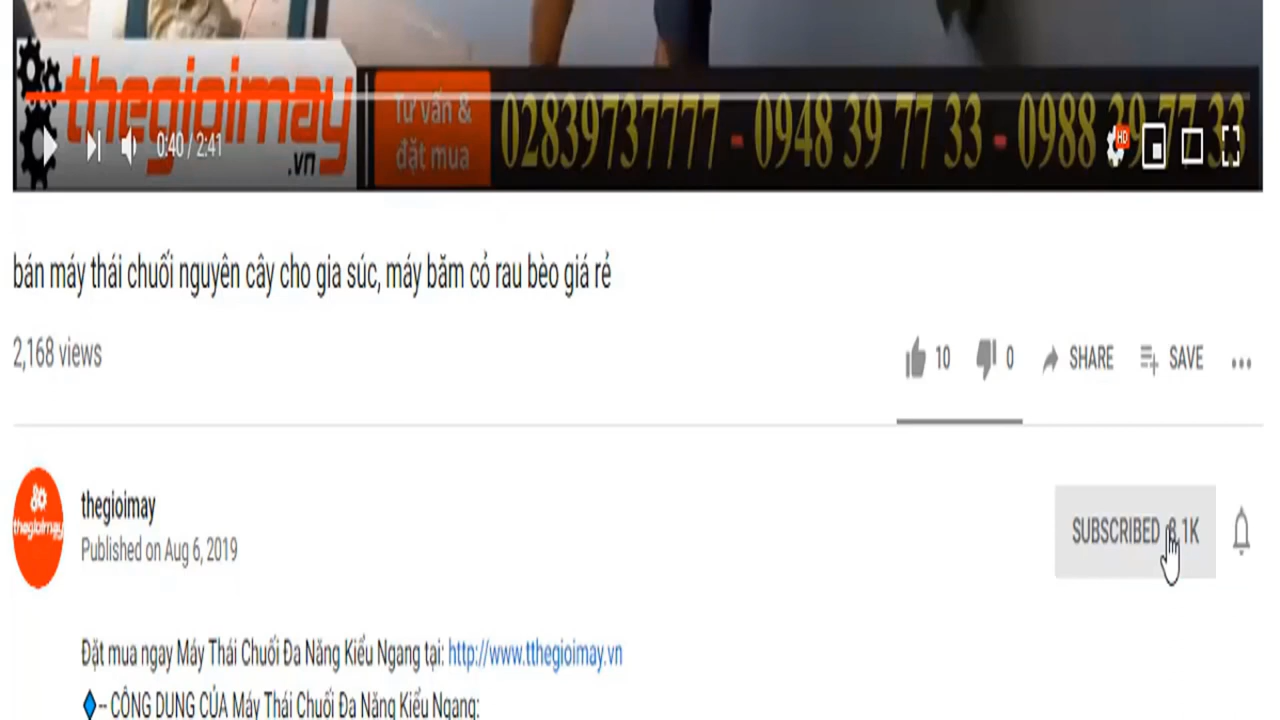 thegioimay
.vn
Tư vấn &
đặt mua
02839737777 - 0948 39 77 33 - 0988 39 77 33
0:40 / 2:41
HD
bán máy thái chuối nguyên cây cho gia súc, máy băm cỏ rau bèo giá rẻ
2,168 views
10
0
SHARE
SAVE
thegioimay
thegioimay
Published on Aug 6, 2019
SUBSCRIBED
Đặt mua ngay Máy Thái Chuối Đa Năng Kiểu Ngang tại: http://www.tthegioimay.vn
-- CÔNG DỤNG CỦA Máy Thái Chuối Đa Năng Kiểu Ngang: